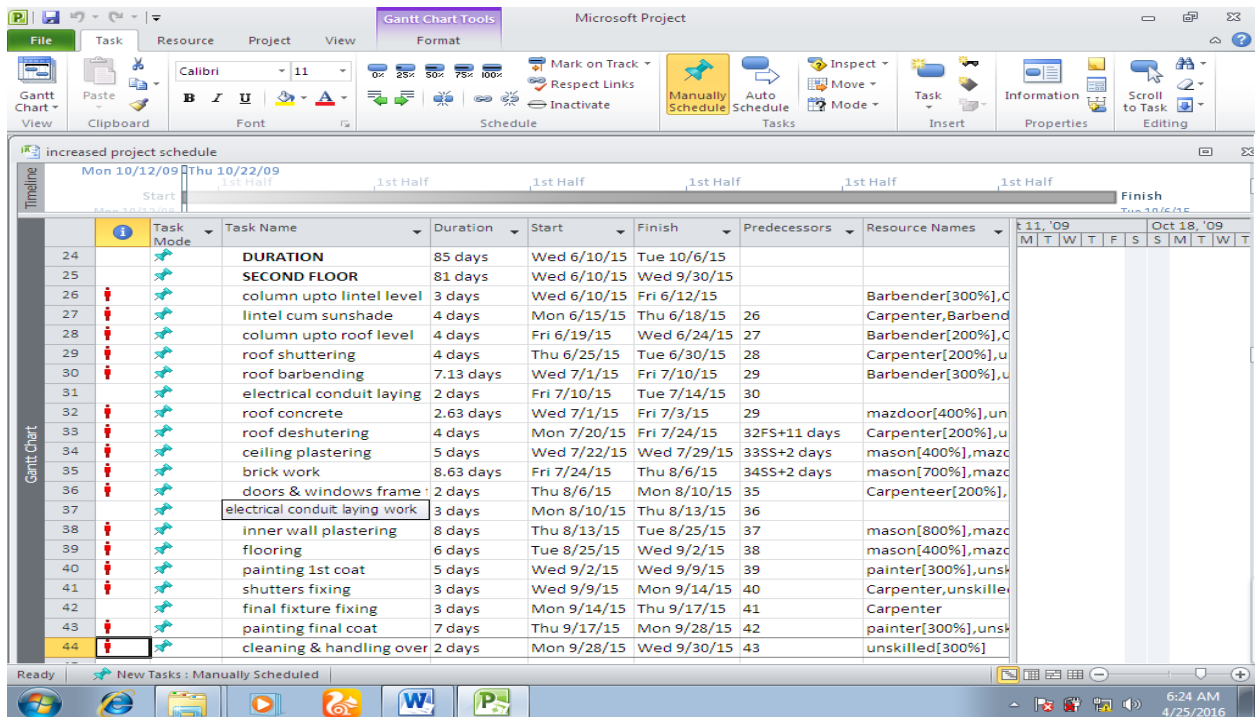 Gantt Chart Tools Microsoft Project
File Task Resource Project View Format
Calibri 11 0% 25% 50% 75% 100% Mark on Track Inspect
Respect Links Move
Inactivate Mode
Gantt Chart Paste B I U A Manually Schedule Auto Schedule Task Information Scroll to Task
View Clipboard Font Schedule Tasks Insert Properties Editing
increased project schedule
Timeline
Mon 10/12/09 Thu 10/22/09
1st Half 1st Half 1st Half 1st Half 1st Half 1st Half
Start Finish
Gantt Chart
Task Mode Task Name Duration Start Finish Predecessors Resource Names t 11, '09 Oct 18, '09
M T W T F S S M T W T
24 DURATION 85 days Wed 6/10/15 Tue 10/6/15
25 SECOND FLOOR 81 days Wed 6/10/15 Wed 9/30/15
26 column upto lintel level 3 days Wed 6/10/15 Fri 6/12/15 Barbender[300%],C
27 lintel cum sunshade 4 days Mon 6/15/15 Thu 6/18/15 26 Carpenter,Barbend
28 column upto roof level 4 days Fri 6/19/15 Wed 6/24/15 27 Barbender[200%],C
29 roof shuttering 4 days Thu 6/25/15 Tue 6/30/15 28 Carpenter[200%],u
30 roof barbending 7.13 days Wed 7/1/15 Fri 7/10/15 29 Barbender[300%],u
31 electrical conduit laying 2 days Fri 7/10/15 Tue 7/14/15 30
32 roof concrete 2.63 days Wed 7/1/15 Fri 7/3/15 29 mazdoor[400%],un
33 roof deshutering 4 days Mon 7/20/15 Fri 7/24/15 32FS+11 days Carpenter[200%],u
34 ceiling plastering 5 days Wed 7/22/15 Wed 7/29/15 33SS+2 days mason[400%],mazd
35 brick work 8.63 days Fri 7/24/15 Thu 8/6/15 34SS+2 days mason[700%],mazd
36 doors & windows frame 2 days Thu 8/6/15 Mon 8/10/15 35 Carpenteer[200%],
37 electrical conduit laying work 3 days Mon 8/10/15 Thu 8/13/15 36
38 inner wall plastering 8 days Thu 8/13/15 Tue 8/25/15 37 mason[800%],mazd
39 flooring 6 days Tue 8/25/15 Wed 9/2/15 38 mason[400%],mazd
40 painting 1st coat 5 days Wed 9/2/15 Wed 9/9/15 39 painter[300%],unsk
41 shutters fixing 3 days Wed 9/9/15 Mon 9/14/15 40 Carpenter,unskille
42 final fixture fixing 3 days Mon 9/14/15 Thu 9/17/15 41 Carpenter
43 painting final coat 7 days Thu 9/17/15 Mon 9/28/15 42 painter[300%],unsk
44 cleaning & handling over 2 days Mon 9/28/15 Wed 9/30/15 43 unskilled[300%]
Ready New Tasks : Manually Scheduled
6:24 AM
4/25/2016